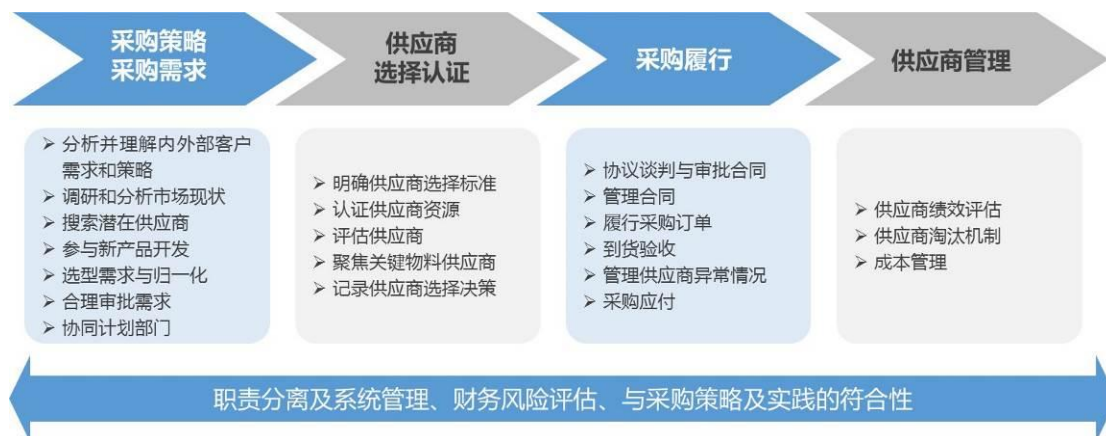 采购策略
采购需求
供应商
选择认证
采购履行
供应商管理
➢ 分析并理解内外部客户
需求和策略
➢ 调研和分析市场现状
➢ 搜索潜在供应商
➢ 参与新产品开发
➢ 选型需求与归一化
➢ 合理审批需求
➢ 协同计划部门
➢ 明确供应商选择标准
➢ 认证供应商资源
➢ 评估供应商
➢ 聚焦关键物料供应商
➢ 记录供应商选择决策
➢ 协议谈判与审批合同
➢ 管理合同
➢ 履行采购订单
➢ 到货验收
➢ 管理供应商异常情况
➢ 采购应付
➢ 供应商绩效评估
➢ 供应商淘汰机制
➢ 成本管理
职责分离及系统管理、财务风险评估、与采购策略及实践的符合性